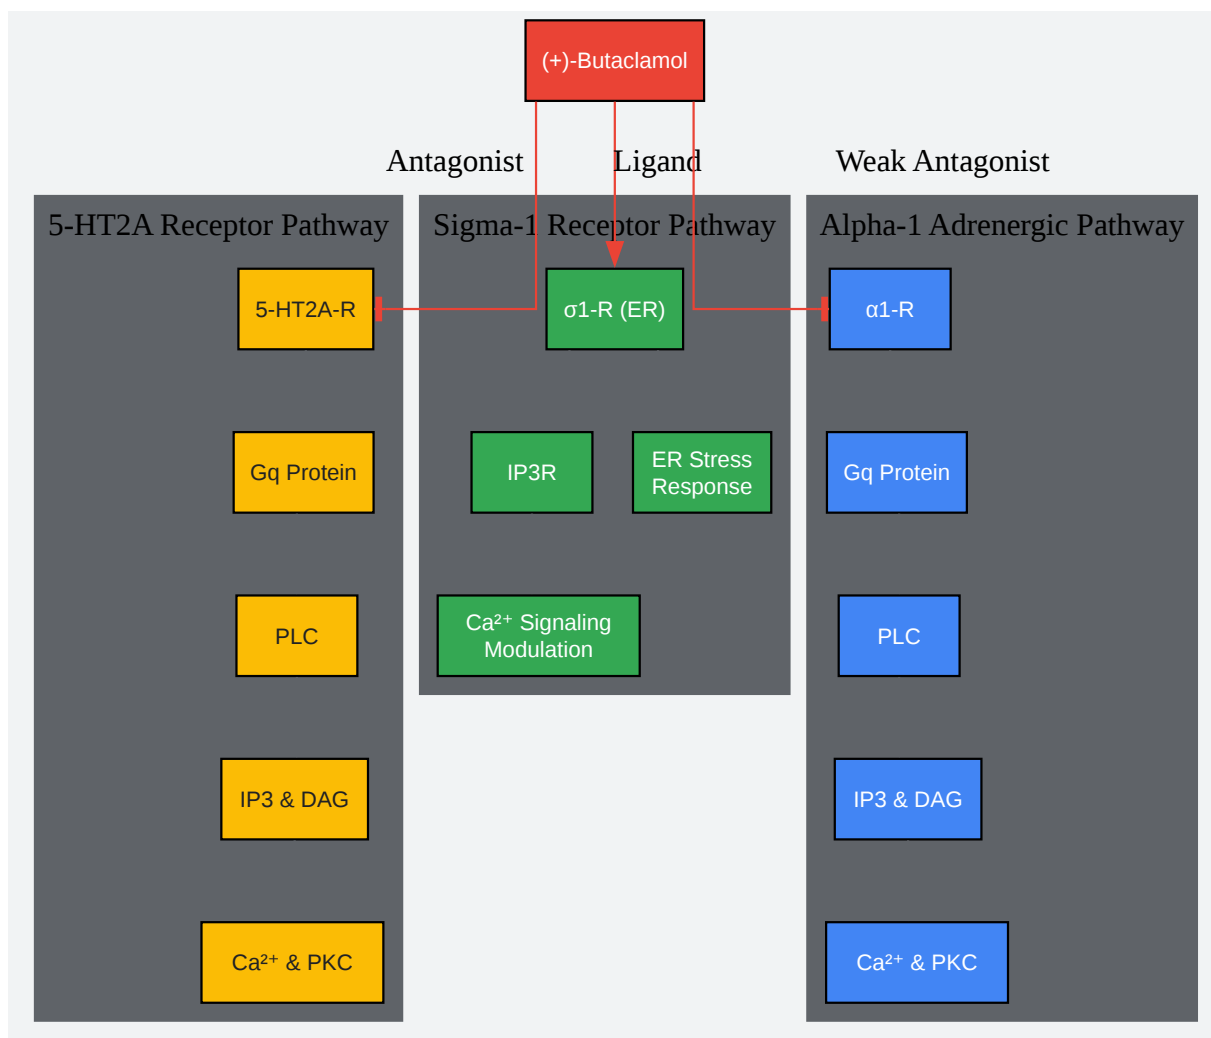 (+)-Butaclamol
Antagonist
Ligand
Weak Antagonist
5-HT2A Receptor Pathway
Sigma-1 Receptor Pathway
Alpha-1 Adrenergic Pathway
5-HT2A-R
σ1-R (ER)
α1-R
Gq Protein
IP3R
ER Stress
Response
Gq Protein
PLC
Ca²⁺ Signaling
Modulation
PLC
IP3 & DAG
IP3 & DAG
Ca²⁺ & PKC
Ca²⁺ & PKC